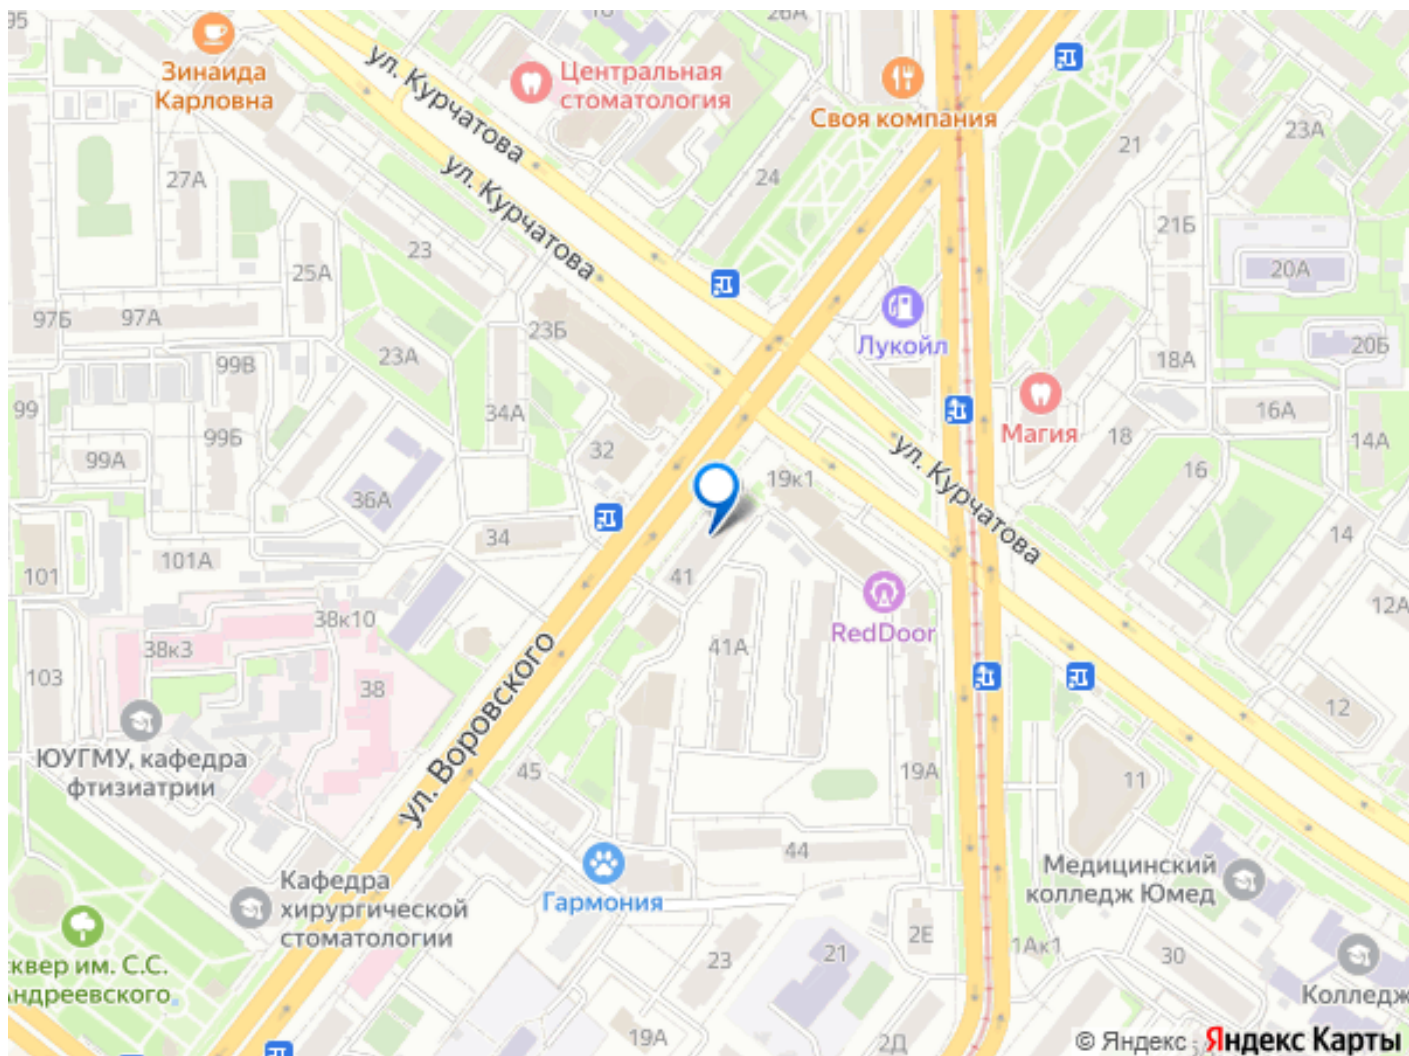 95
Зинаида
Карловна
ул. Курчатова
Центральная
стоматология
26А
Своя компания
ул. Курчатова
27А
24
21
23А
23
25А
21Б
20А
97Б
97А
23Б
Лукойл
23А
99В
18А
20Б
99
34А
99Б
Магия
16А
32
18
14А
99А
ул. Курчатова
19к1
16
36А
34
14
101А
101
41
38к10
RedDoor
12А
38к3
41А
103
38
ул. Воровского
12
ЮУГМУ, кафедра
фтизиатрии
45
19А
11
44
Кафедра
хирургической
стоматологии
Гармония
Медицинский
колледж Юмед
2Е
1Ак1
23
21
30
сквер им. С.С.
Андреевского
Колледж
19А
2Д
© Яндекс
Яндекс Карты